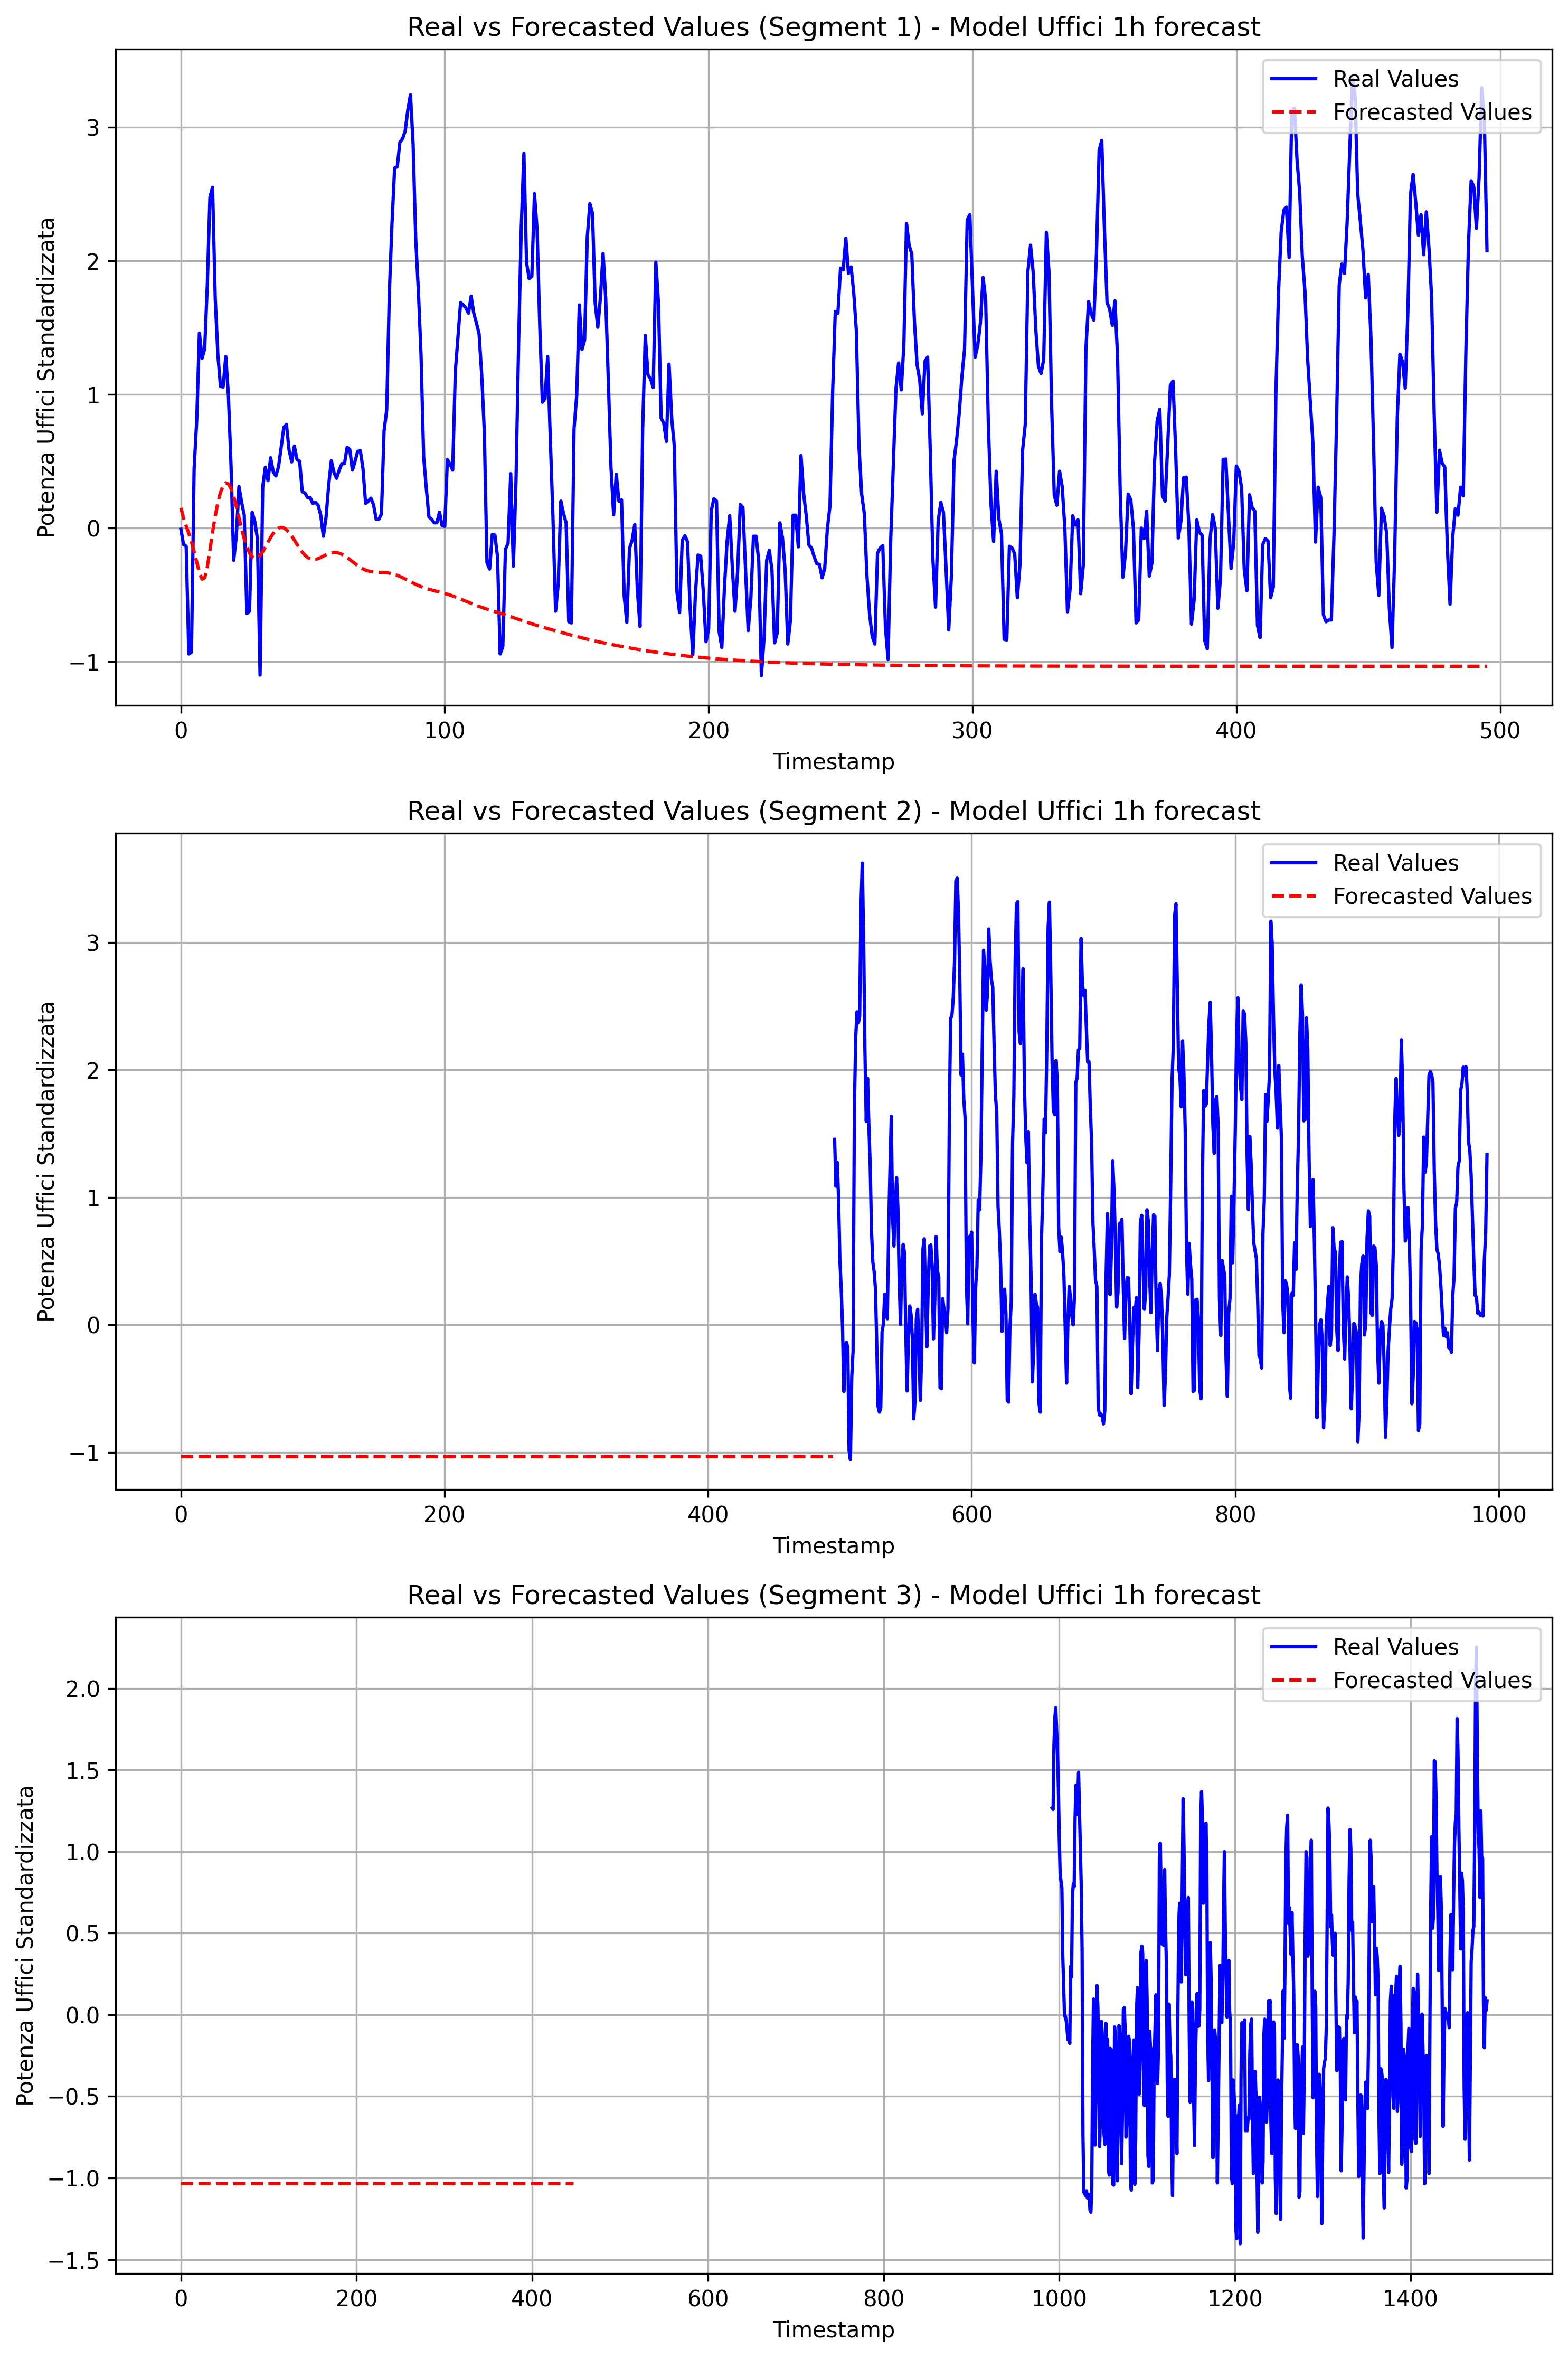 Real vs Forecasted Values (Segment 1) - Model Uffici 1h forecast
Real Values
Forecasted Values
Potenza Uffici Standardizzata
3
2
1
0
−1
0 100 200 300 400 500
Timestamp
Real vs Forecasted Values (Segment 2) - Model Uffici 1h forecast
Real Values
Forecasted Values
Potenza Uffici Standardizzata
3
2
1
0
−1
0 200 400 600 800 1000
Timestamp
Real vs Forecasted Values (Segment 3) - Model Uffici 1h forecast
Real Values
Forecasted Values
Potenza Uffici Standardizzata
2.0
1.5
1.0
0.5
0.0
−0.5
−1.0
−1.5
0 200 400 600 800 1000 1200 1400
Timestamp